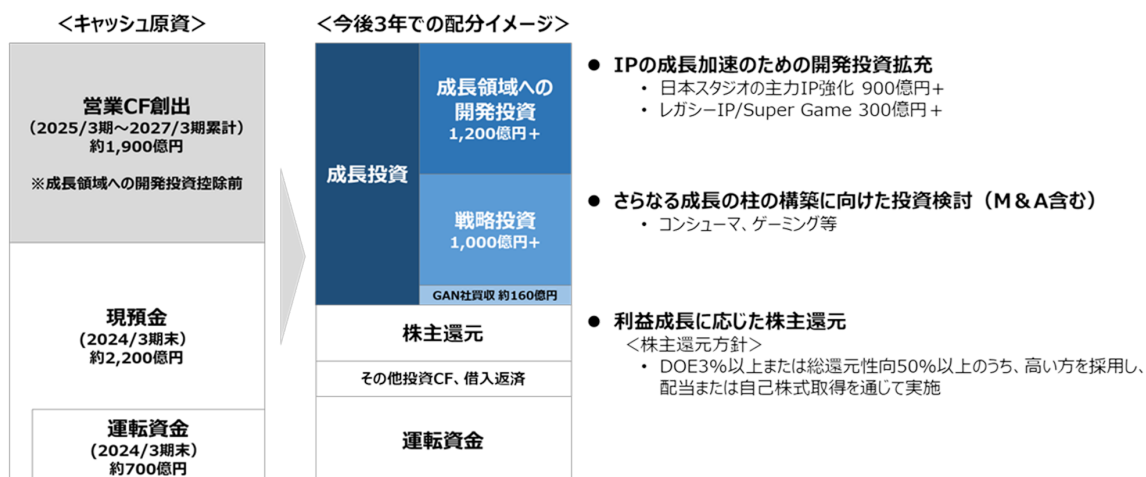 ＜キャッシュ原資＞
営業CF創出
（2025/3期～2027/3期累計）
約1,900億円
※成長領域への開発投資控除前
現預金
（2024/3期末）
約2,200億円
運転資金
（2024/3期末）
約700億円
＜今後3年での配分イメージ＞
成長投資
成長領域への
開発投資
1,200億円＋
戦略投資
1,000億円+
GAN社買収 約160億円
株主還元
その他投資CF、借入返済
運転資金
● IPの成長加速のための開発投資拡充
・ 日本スタジオの主力IP強化 900億円+
・ レガシーIP/Super Game 300億円+
● さらなる成長の柱の構築に向けた投資検討（M＆A含む）
・ コンシューマ、ゲーミング等
● 利益成長に応じた株主還元
＜株主還元方針＞
・ DOE3%以上または総還元性向50%以上のうち、高い方を採用し、
配当または自己株式取得を通じて実施